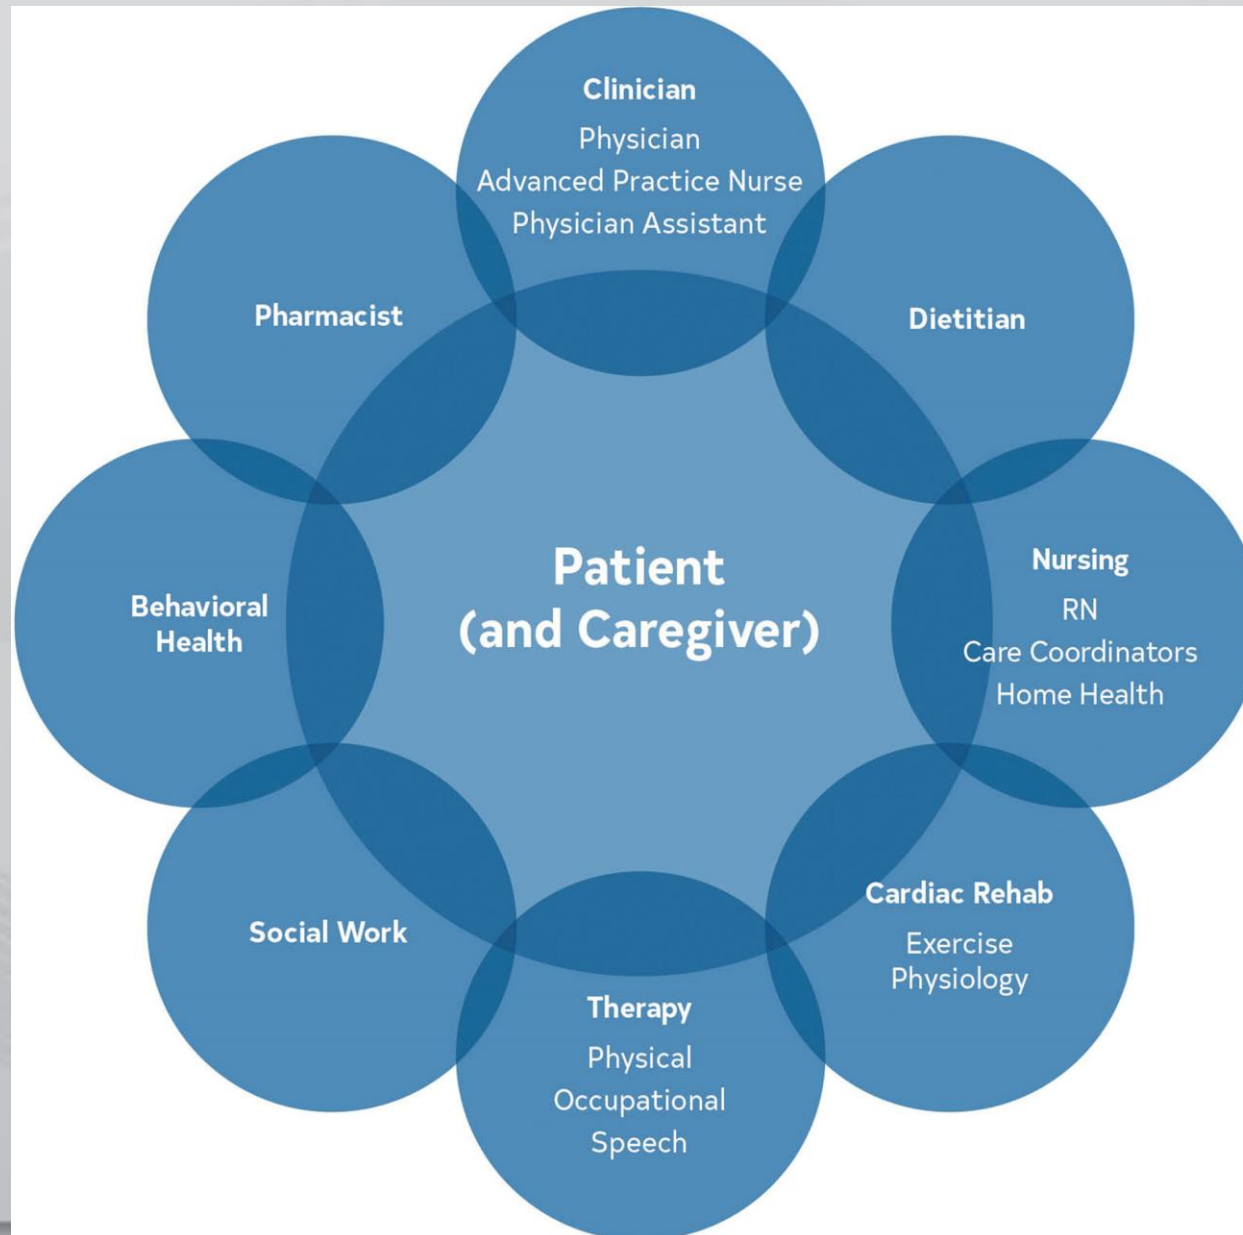 Clinician
Physician
Advanced Practice Nurse
Physician Assistant
Pharmacist
Dietitian
Patient
(and Caregiver)
Nursing
RN
Care Coordinators
Home Health
Behavioral
Health
Cardiac Rehab
Exercise
Physiology
Social Work
Therapy
Physical
Occupational
Speech